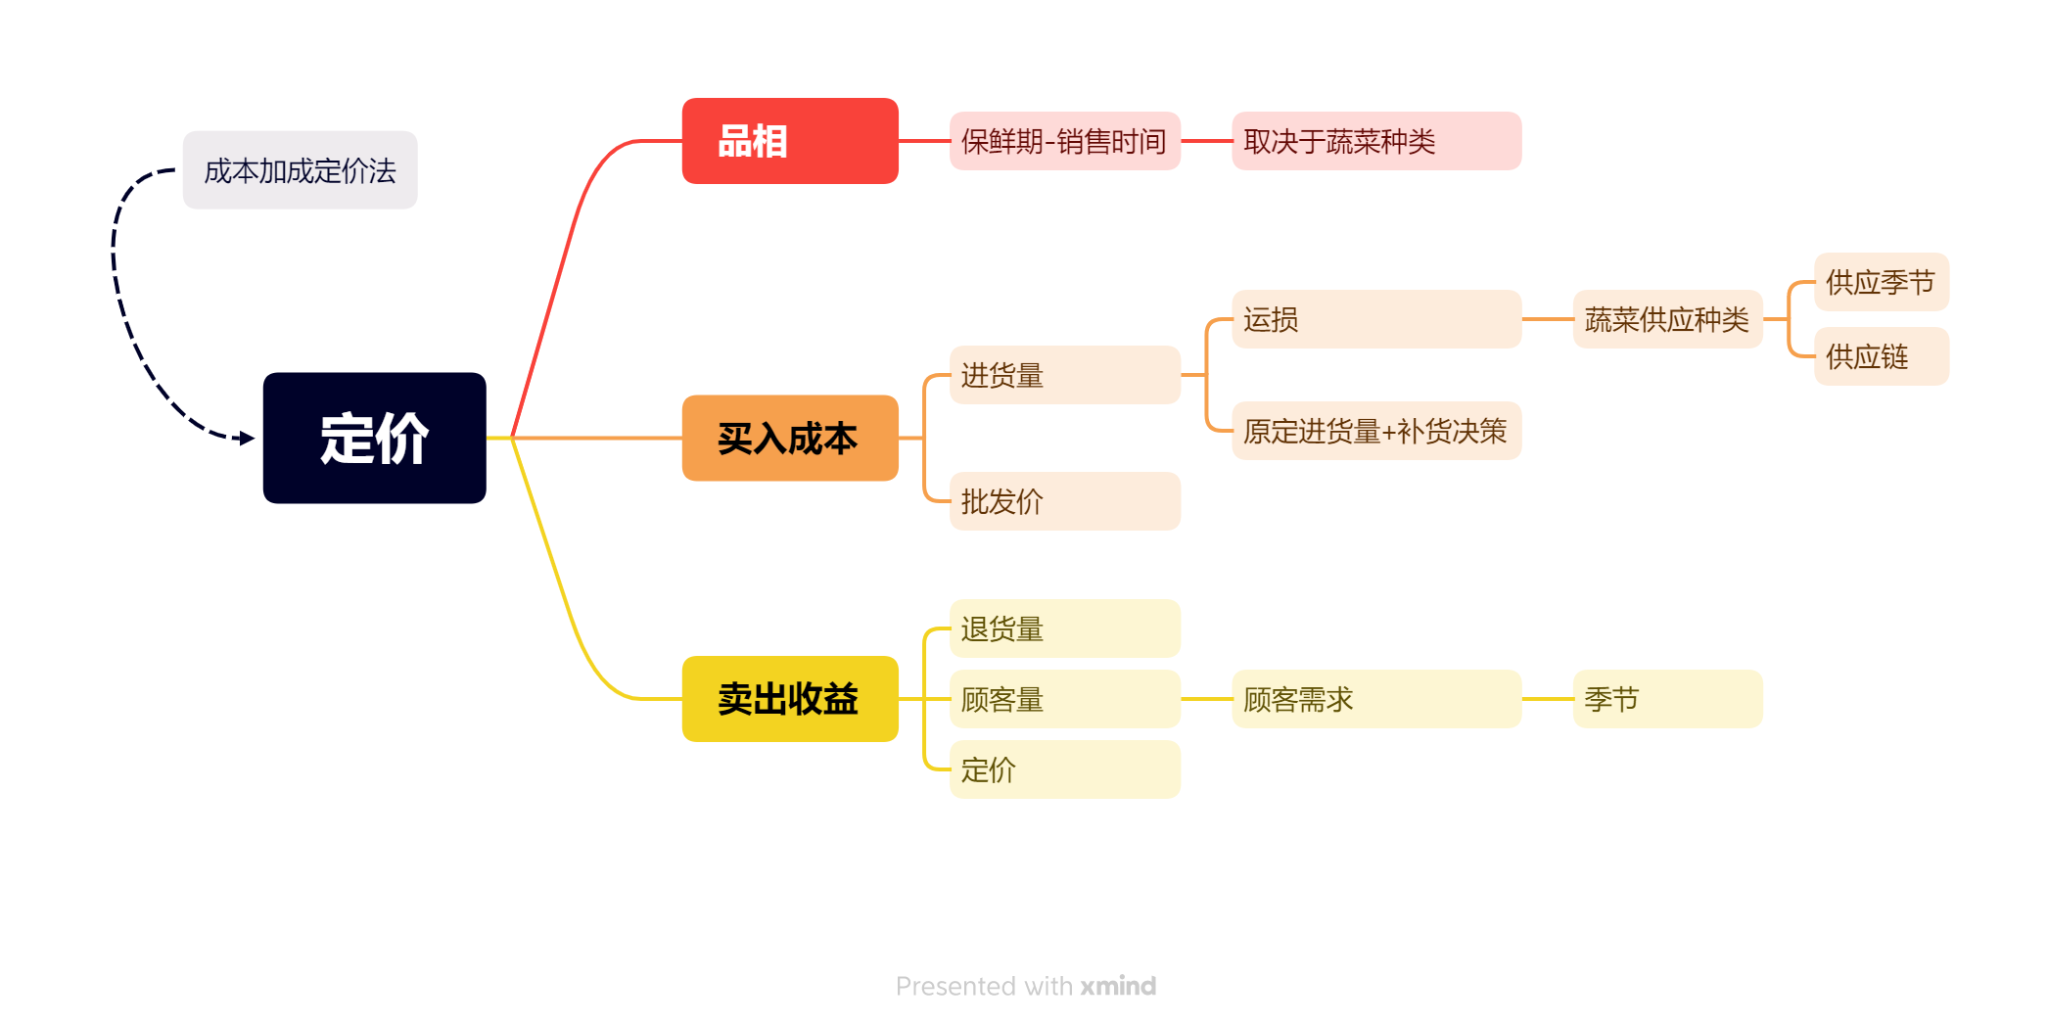 成本加成定价法
定价
品相
保鲜期-销售时间
取决于蔬菜种类
买入成本
进货量
运损
蔬菜供应种类
供应季节
供应链
原定进货量+补货决策
批发价
卖出收益
退货量
顾客量
顾客需求
季节
定价
Presented with xmind